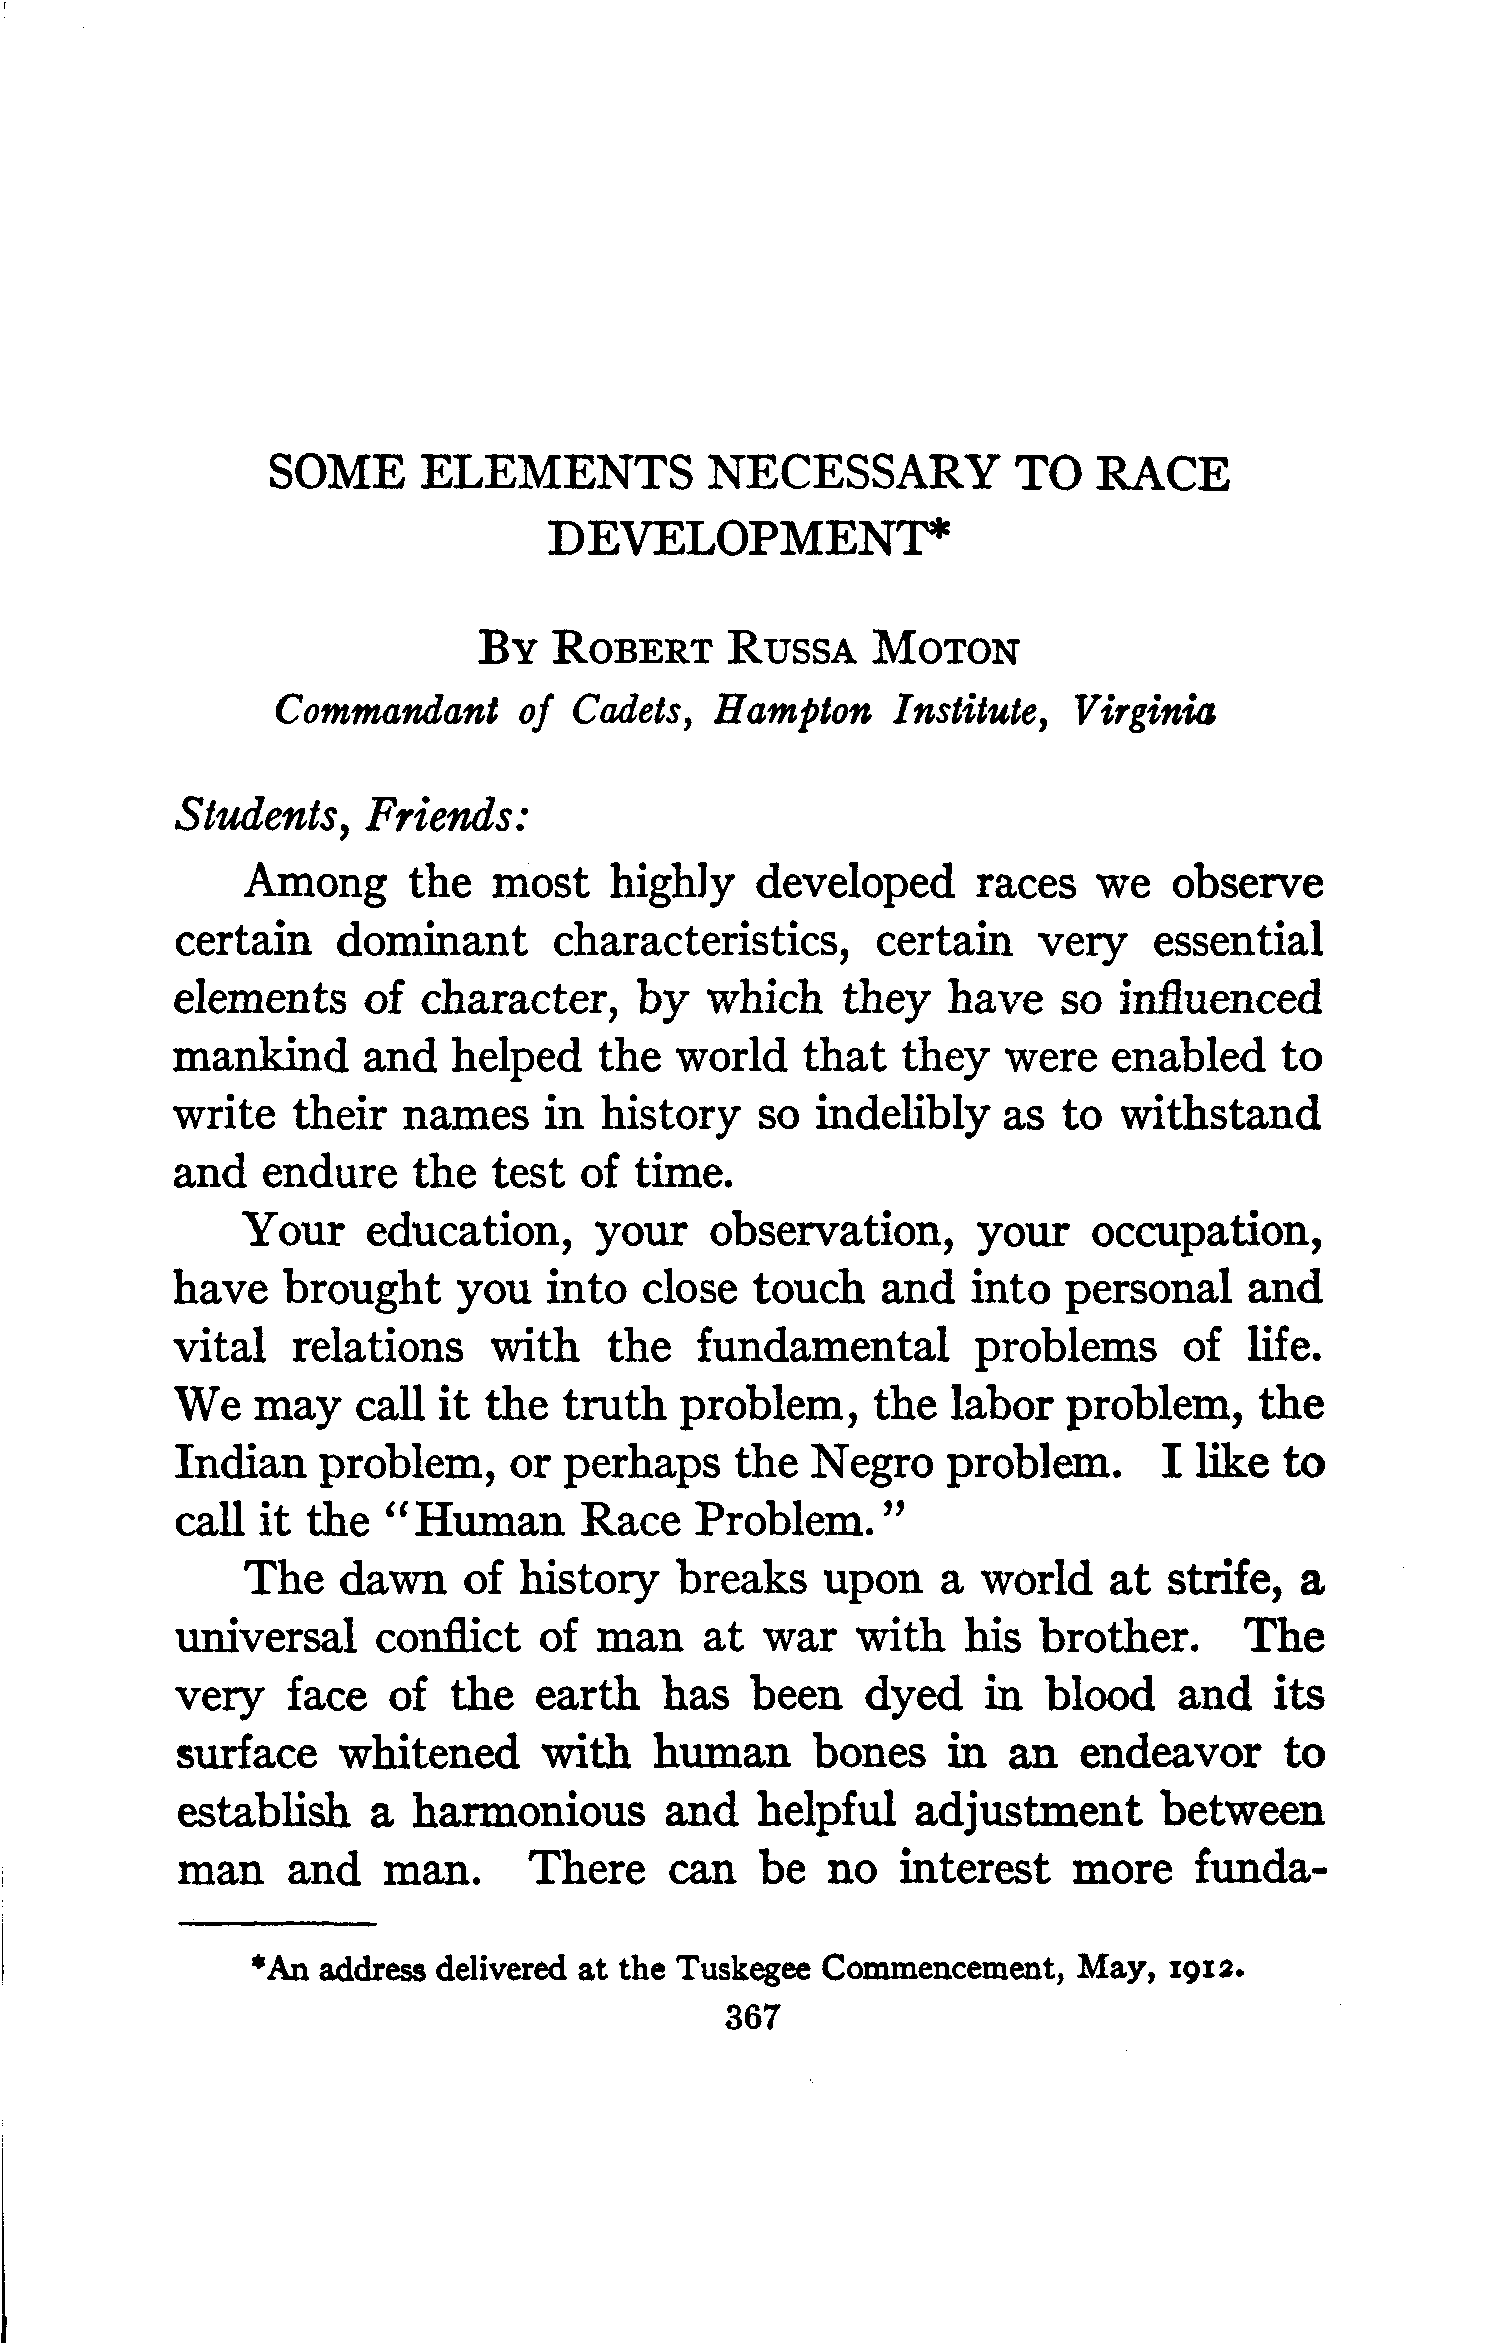 SOME ELEMENTS NECESSARY TO RACE
DEVELOPMENT*
BY ROBERT RUSSA MOTON
Commandant of Cadets, Hampton Institute, Virginia
Students, Friends:
Among the most highly developed races we observe
certain dominant characteristics, certain very essential
elements of character, by which they have so influenced
mankind and helped the world that they were enabled to
write their names in history so indelibly as to withstand
and endure the test of time.
Your education, your observation, your occupation,
have brought you into close touch and into personal and
vital relations with the fundamental problems of life.
We may call it the truth problem, the labor problem, the
Indian problem, or perhaps the Negro problem. I like to
call it the "Human Race Problem."
The dawn of history breaks upon a world at strife, a
universal conflict of man at war with his brother. The
very face of the earth has been dyed in blood and its
surface whitened with human bones in an endeavor to
establish a harmonious and helpful adjustment between
man and man. There can be no interest more funda-
*An address delivered at the Tuskegee Commencement, May, 1912.
367